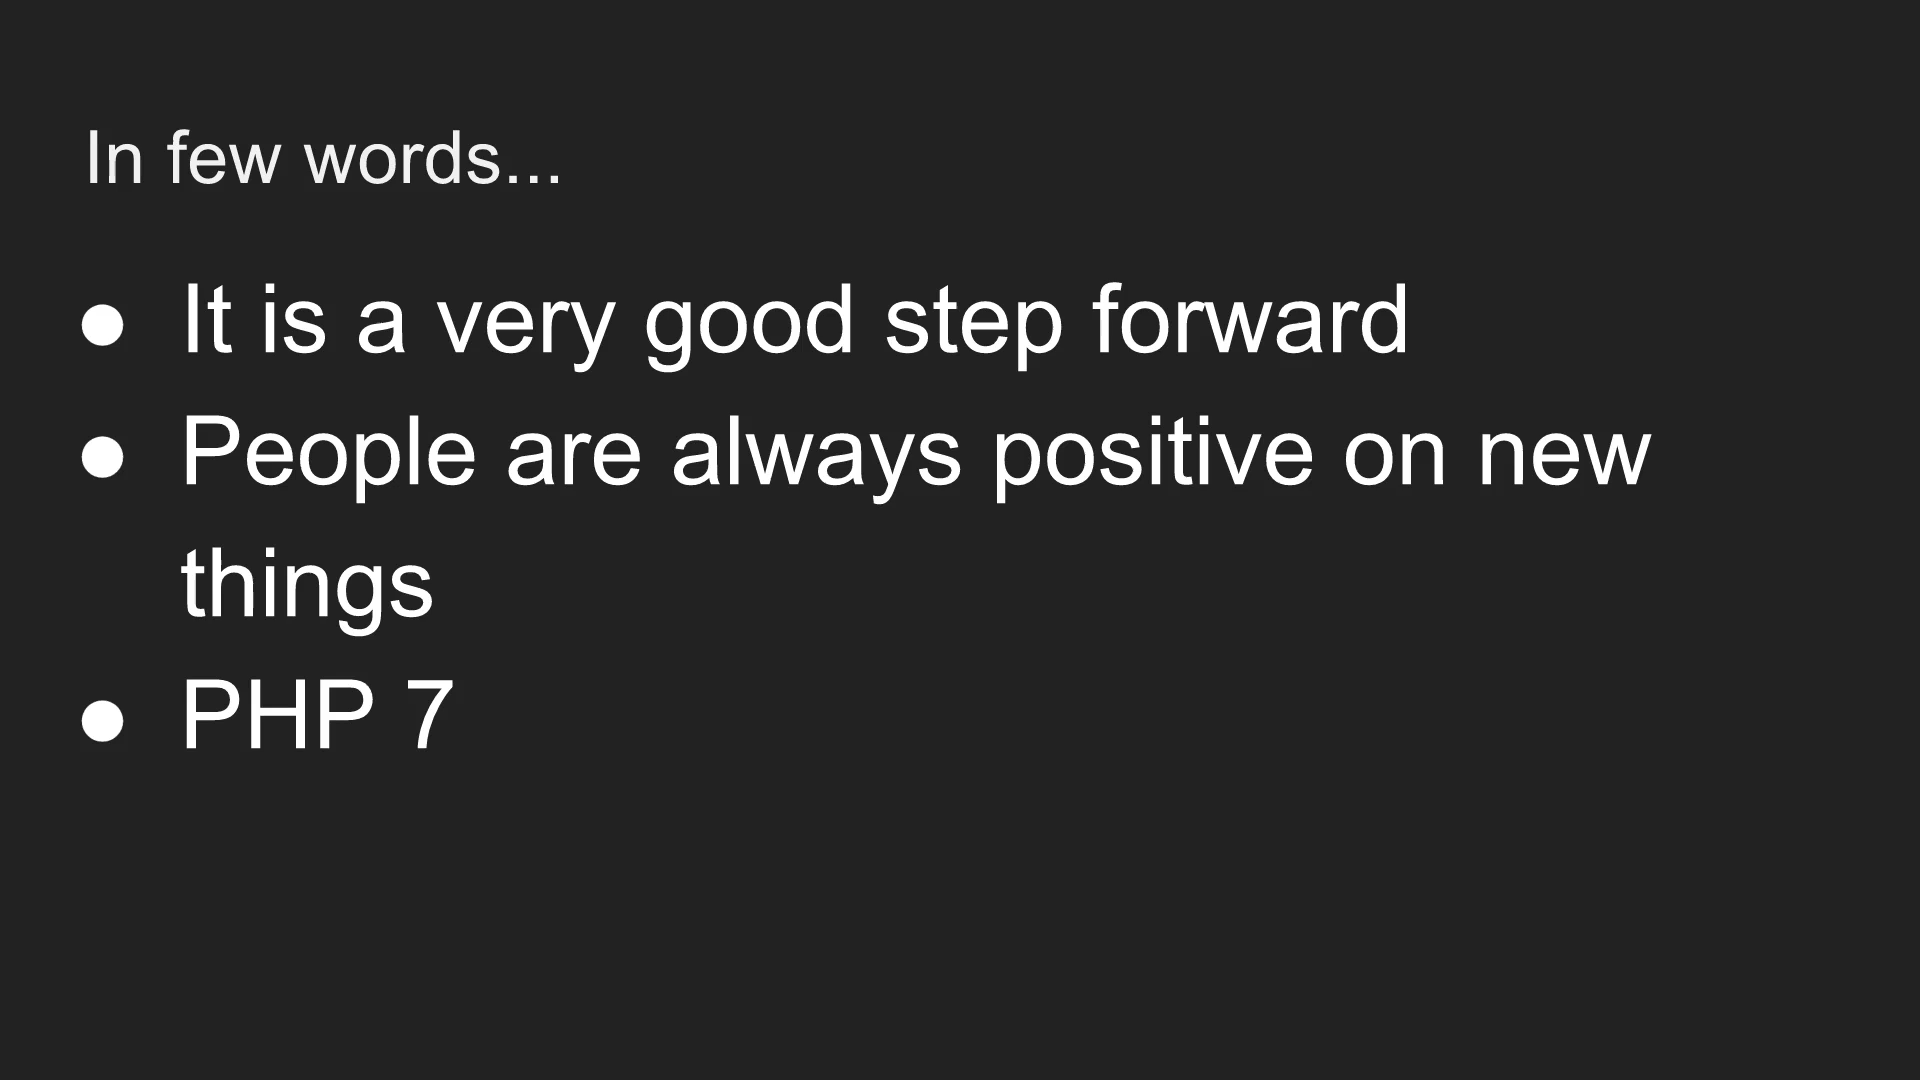 In few words...
● It is a very good step forward
● People are always positive on new
things
● PHP 7